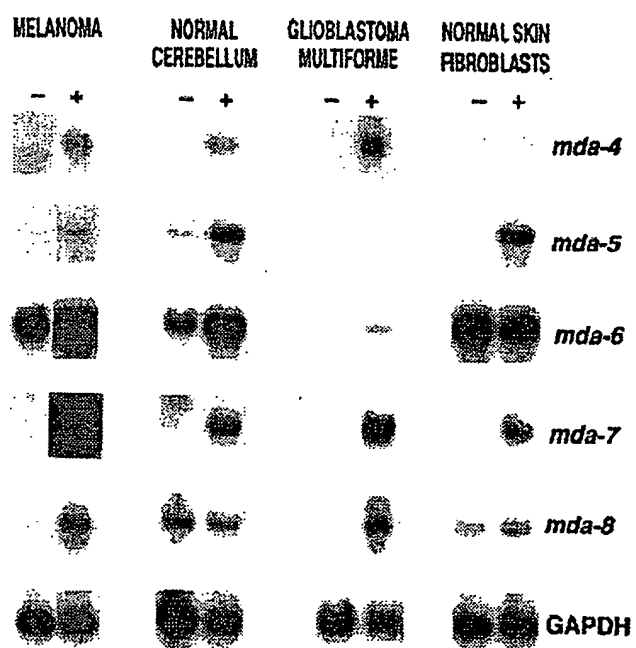 MELANOMA NORMAL GLIOBLASTOMA NORMAL SKIN
CEREBELLUM MULTIFORME FIBROBLASTS
− + − + − + − +
mda-4
mda-5
mda-6
mda-7
mda-8
GAPDH